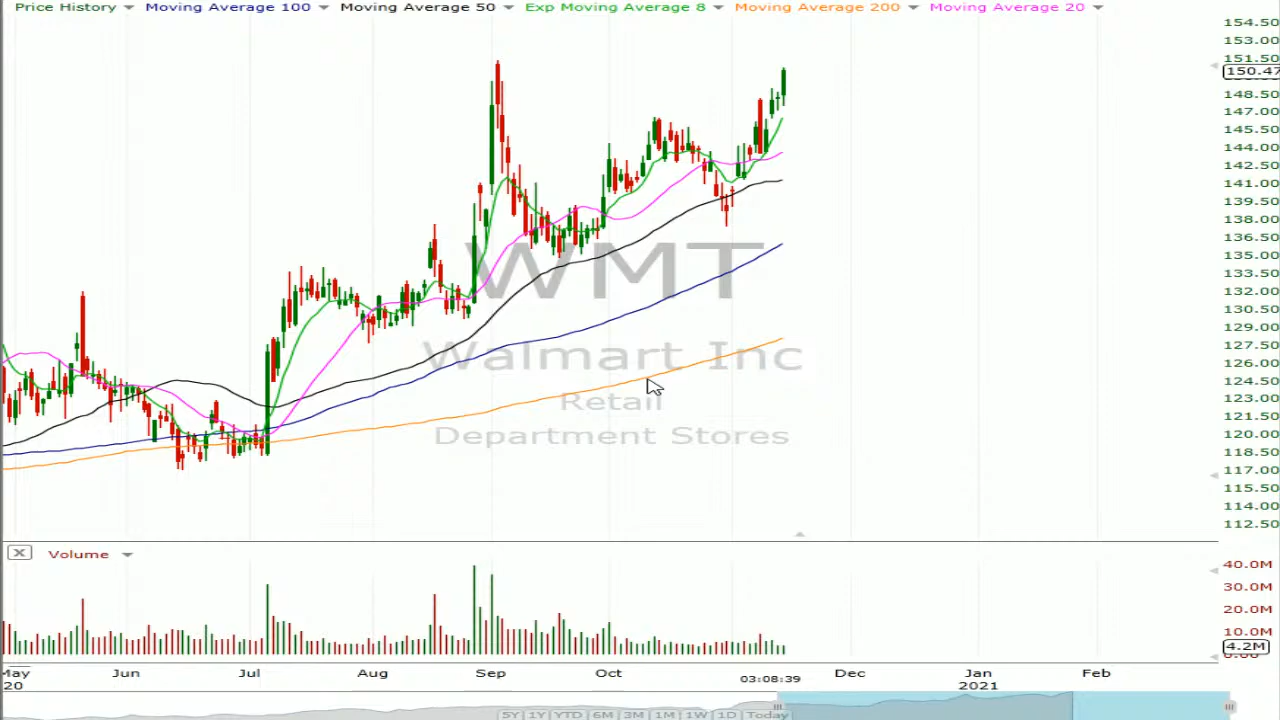 Price History Moving Average 100 Moving Average 50 Exp Moving Average 8 Moving Average 200 Moving Average 20
154.50
153.00
151.50
150.47
148.50
147.00
145.50
144.00
142.50
141.00
139.50
138.00
136.50
135.00
133.50
132.00
130.50
129.00
127.50
126.00
124.50
123.00
121.50
120.00
118.50
117.00
115.50
114.00
112.50
WMT
Walmart Inc
Retail
Department Stores
Volume
40.0M
30.0M
20.0M
10.0M
4.2M
May Jun Jul Aug Sep Oct 03:08:39 Dec Jan Feb
20 2021
5Y 1Y YTD 6M 3M 1M 1W 1D Today